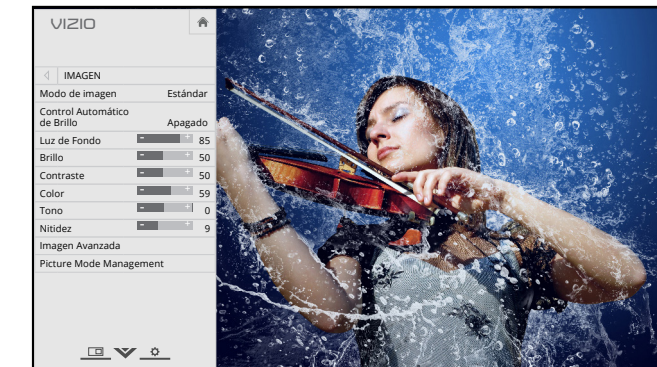 VIZIO
IMAGEN
Modo de imagen Estándar
Control Automático
de Brillo Apagado
Luz de Fondo - + 85
Brillo - + 50
Contraste - + 50
Color - + 59
Tono - + 0
Nitidez - + 9
Imagen Avanzada
Picture Mode Management